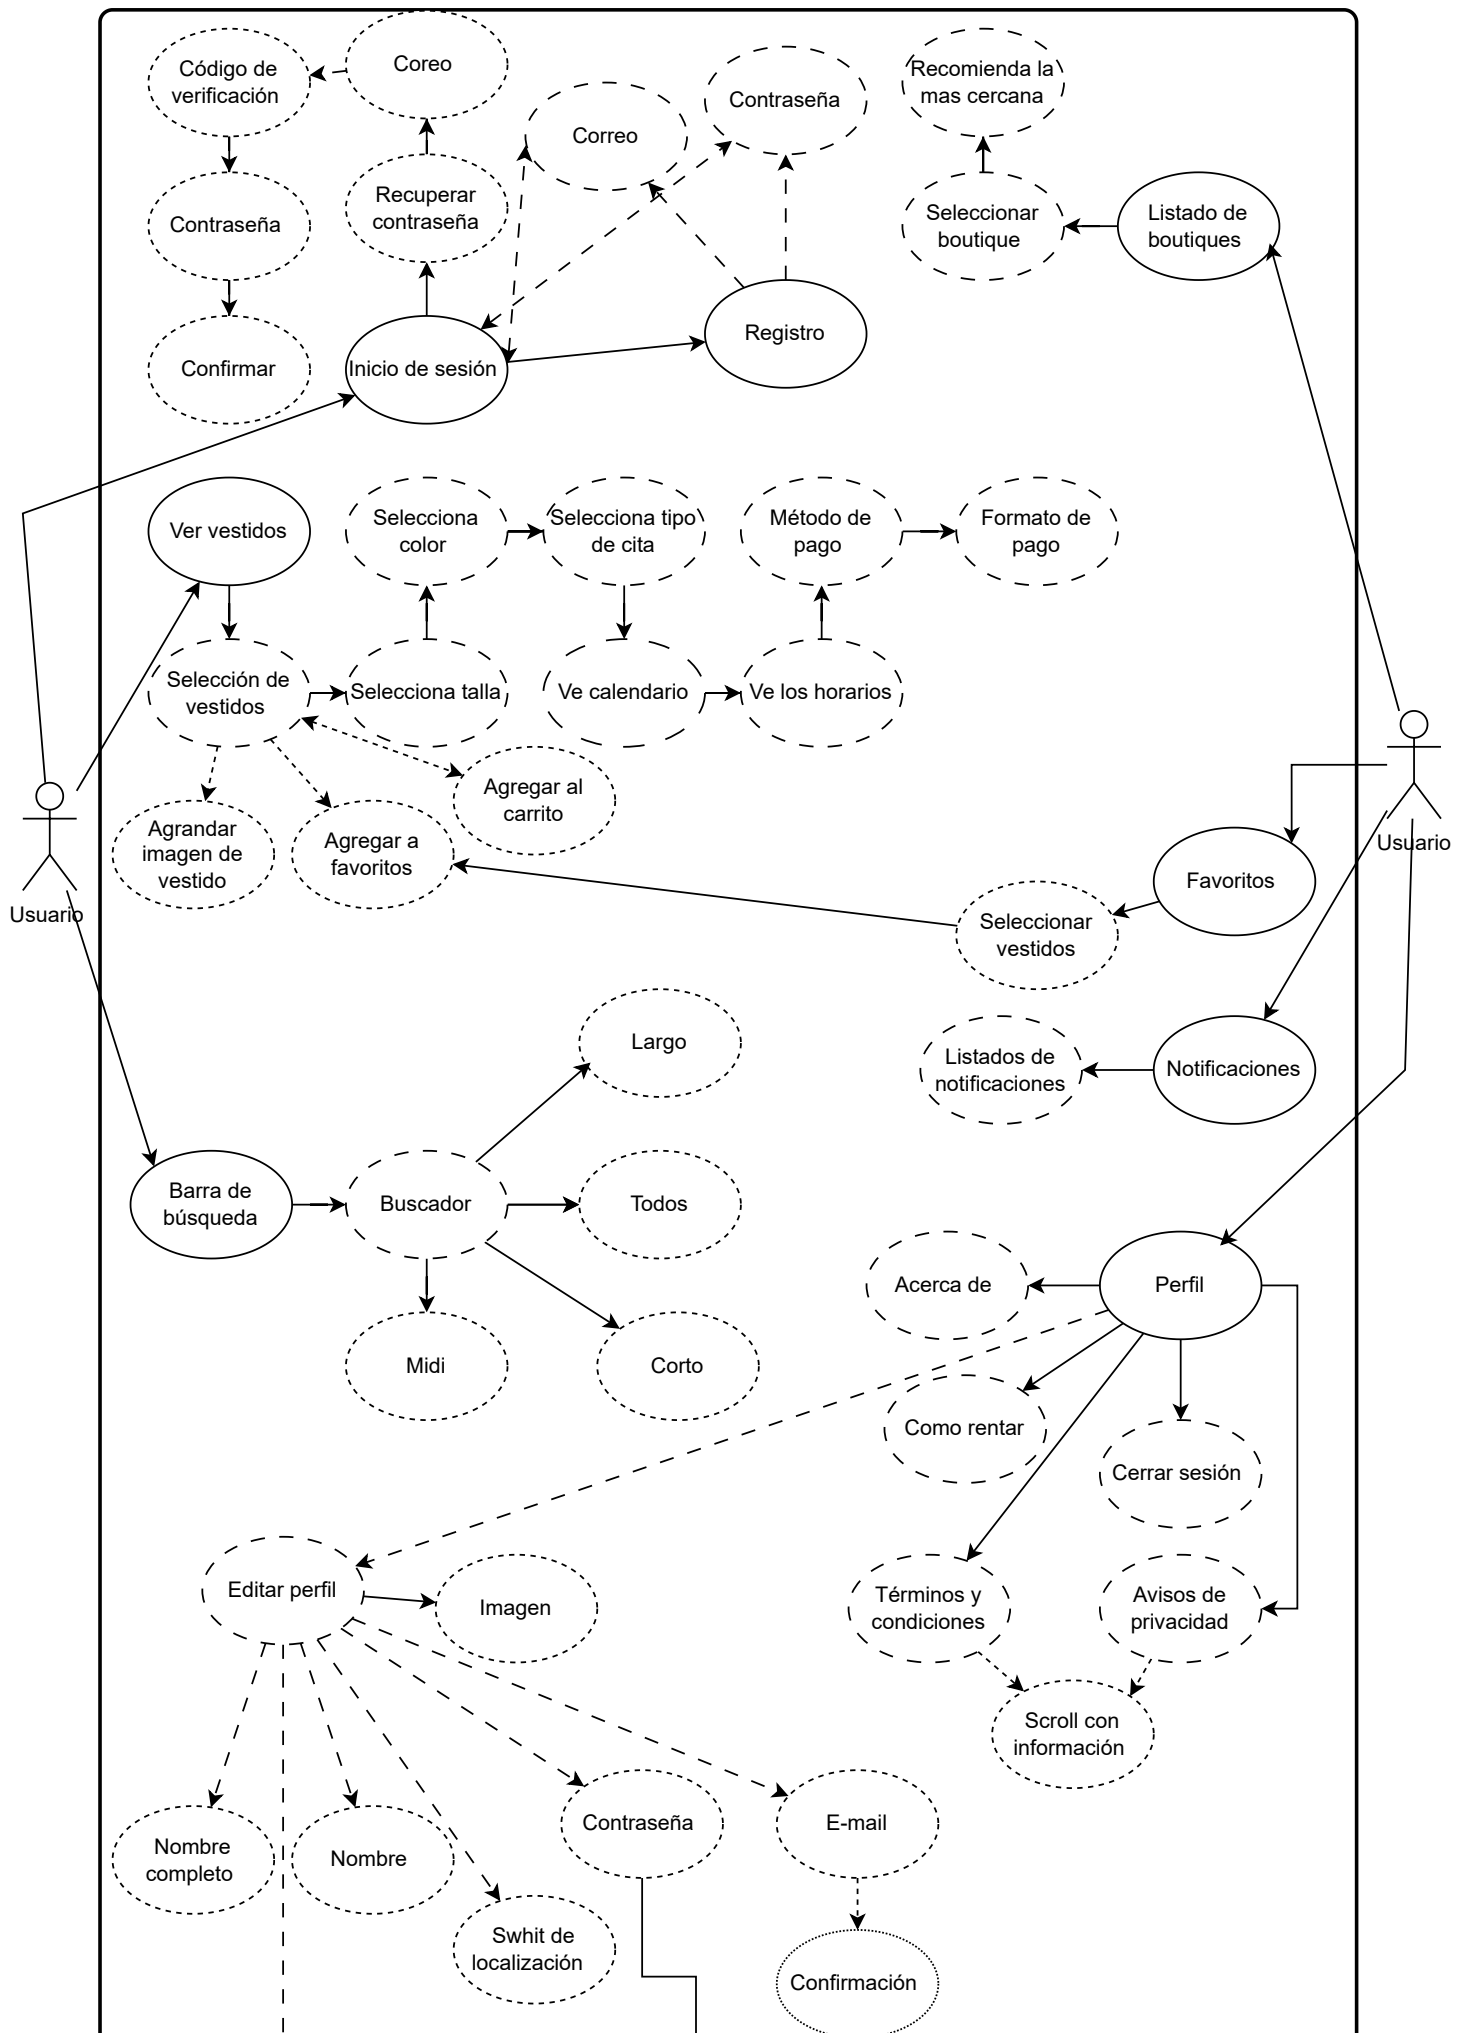 Código de
verificación
Coreo
Correo
Contraseña
Recomienda la
mas cercana
Contraseña
Recuperar
contraseña
Seleccionar
boutique
Listado de
boutiques
Confirmar
Inicio de sesión
Registro
Ver vestidos
Selecciona
color
Selecciona tipo
de cita
Método de
pago
Formato de
pago
Selección de
vestidos
Selecciona talla
Ve calendario
Ve los horarios
Agregar al
carrito
Agrandar
imagen de
vestido
Agregar a
favoritos
Usuario
Usuario
Favoritos
Seleccionar
vestidos
Largo
Listados de
notificaciones
Notificaciones
Barra de
búsqueda
Buscador
Todos
Acerca de
Perfil
Midi
Corto
Como rentar
Cerrar sesión
Editar perfil
Imagen
Términos y
condiciones
Avisos de
privacidad
Scroll con
información
Nombre
completo
Nombre
Contraseña
E-mail
Swhit de
localización
Confirmación